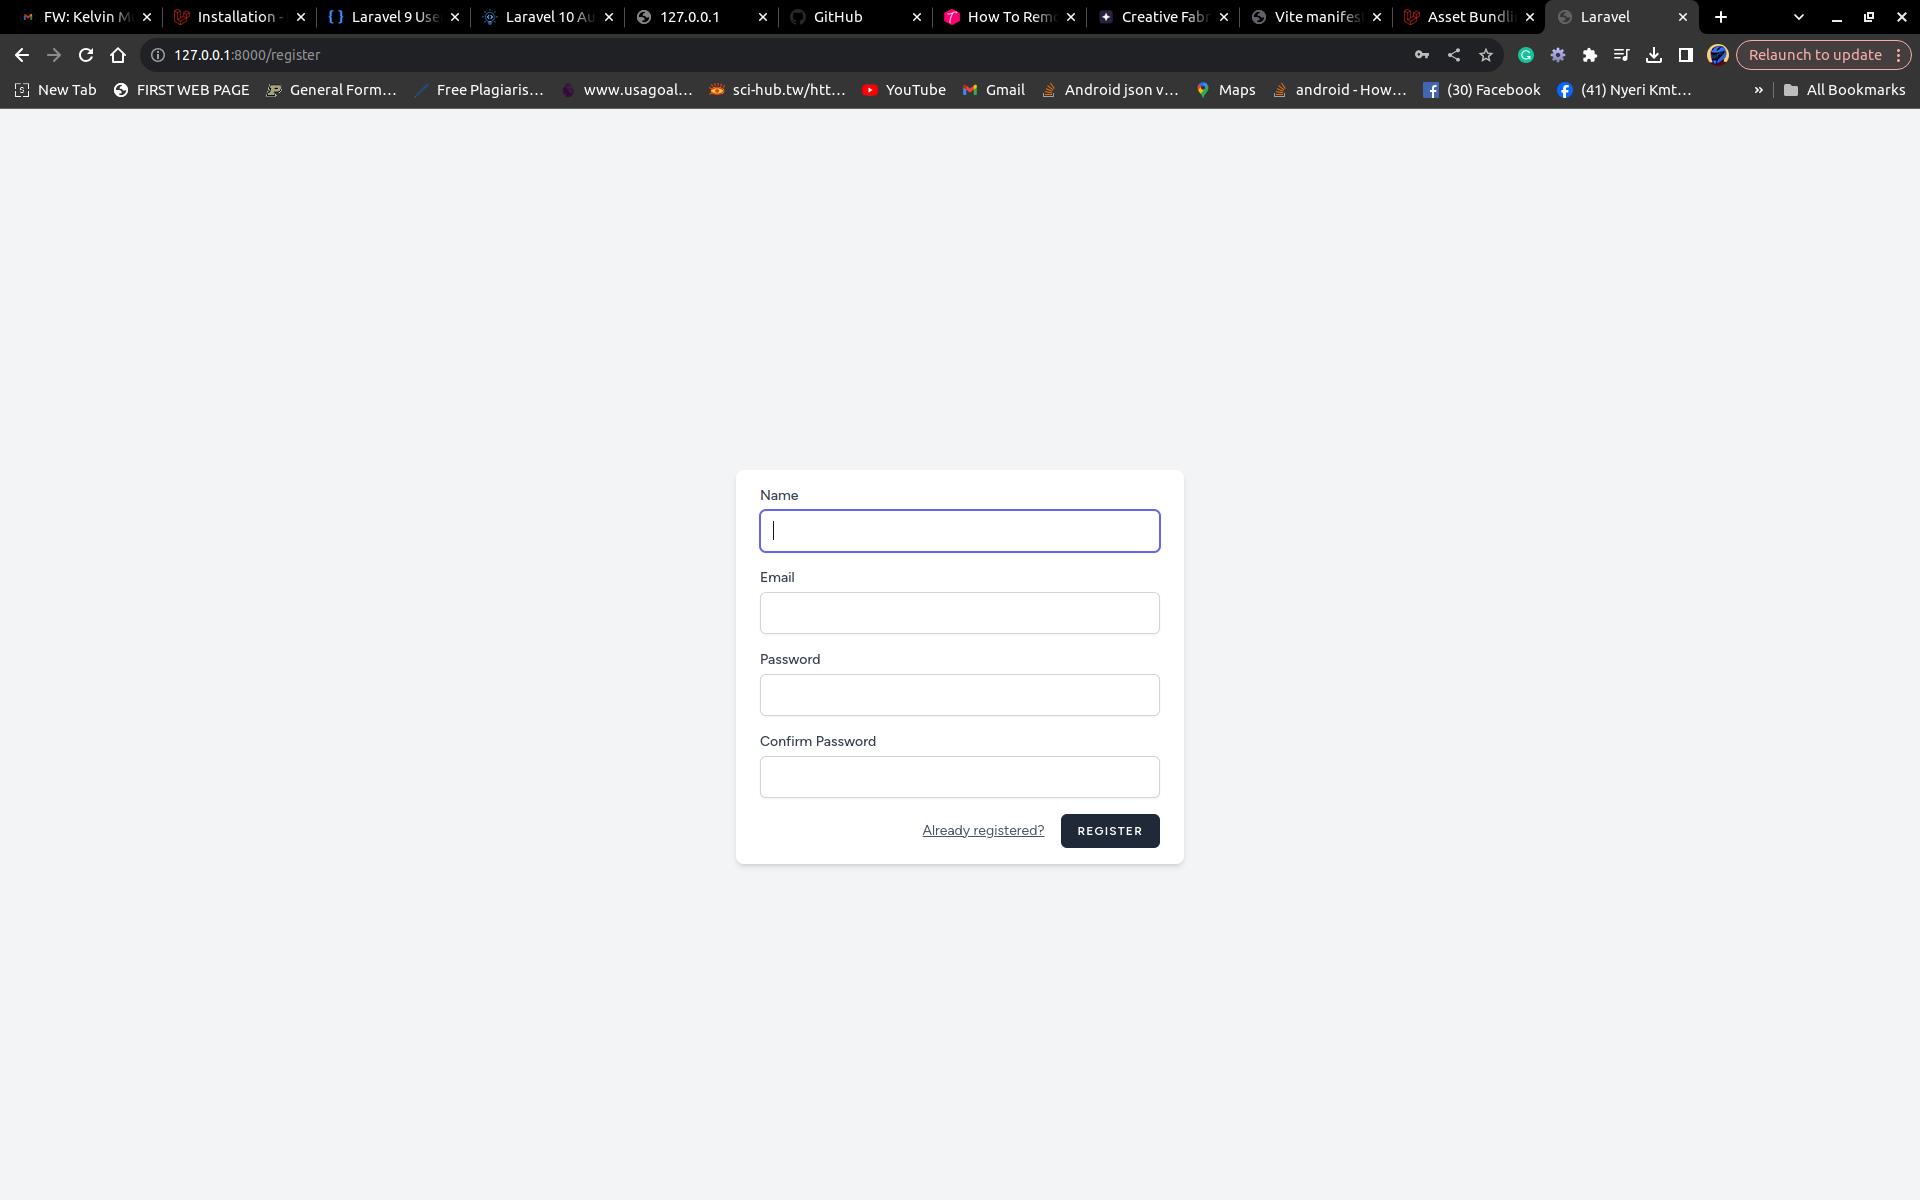 FW: Kelvin M
Installation -
Laravel 9 Use
Laravel 10 Au
127.0.0.1
GitHub
How To Remo
Creative Fabr
Vite manifest
Asset Bundli
Laravel
127.0.0.1:8000/register
Relaunch to update
New Tab
FIRST WEB PAGE
General Form...
Free Plagiaris...
www.usagoal...
sci-hub.tw/htt...
YouTube
Gmail
Android json v...
Maps
android - How...
(30) Facebook
(41) Nyeri Kmt...
»
All Bookmarks
Name
Email
Password
Confirm Password
Already registered?
REGISTER